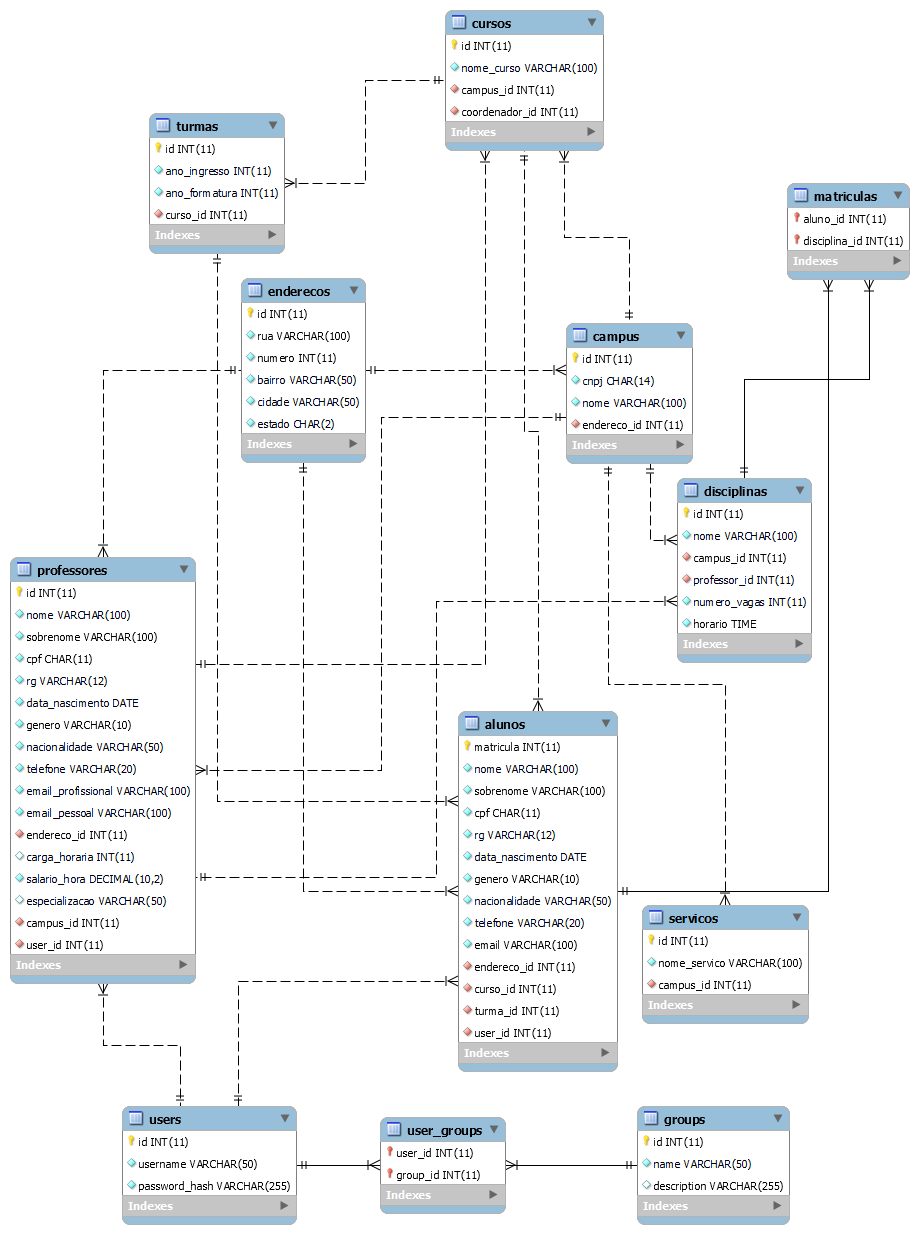 cursos
id INT(11)
nome_curso VARCHAR(100)
campus_id INT(11)
coordenador_id INT(11)
Indexes
turmas
id INT(11)
ano_ingresso INT(11)
ano_formatura INT(11)
curso_id INT(11)
Indexes
matriculas
aluno_id INT(11)
disciplina_id INT(11)
Indexes
enderecos
id INT(11)
rua VARCHAR(100)
numero INT(11)
bairro VARCHAR(50)
cidade VARCHAR(50)
estado CHAR(2)
Indexes
campus
id INT(11)
cnpj CHAR(14)
nome VARCHAR(100)
endereco_id INT(11)
Indexes
disciplinas
id INT(11)
nome VARCHAR(100)
campus_id INT(11)
professor_id INT(11)
numero_vagas INT(11)
horario TIME
Indexes
professores
id INT(11)
nome VARCHAR(100)
sobrenome VARCHAR(100)
cpf CHAR(11)
rg VARCHAR(12)
data_nascimento DATE
genero VARCHAR(10)
nacionalidade VARCHAR(50)
telefone VARCHAR(20)
email_profissional VARCHAR(100)
email_pessoal VARCHAR(100)
endereco_id INT(11)
carga_horaria INT(11)
salario_hora DECIMAL(10,2)
especializacao VARCHAR(50)
campus_id INT(11)
user_id INT(11)
Indexes
alunos
matricula INT(11)
nome VARCHAR(100)
sobrenome VARCHAR(100)
cpf CHAR(11)
rg VARCHAR(12)
data_nascimento DATE
genero VARCHAR(10)
nacionalidade VARCHAR(50)
telefone VARCHAR(20)
email VARCHAR(100)
endereco_id INT(11)
curso_id INT(11)
turma_id INT(11)
user_id INT(11)
Indexes
servicos
id INT(11)
nome_servico VARCHAR(100)
campus_id INT(11)
Indexes
users
id INT(11)
username VARCHAR(50)
password_hash VARCHAR(255)
Indexes
user_groups
user_id INT(11)
group_id INT(11)
Indexes
groups
id INT(11)
name VARCHAR(50)
description VARCHAR(255)
Indexes